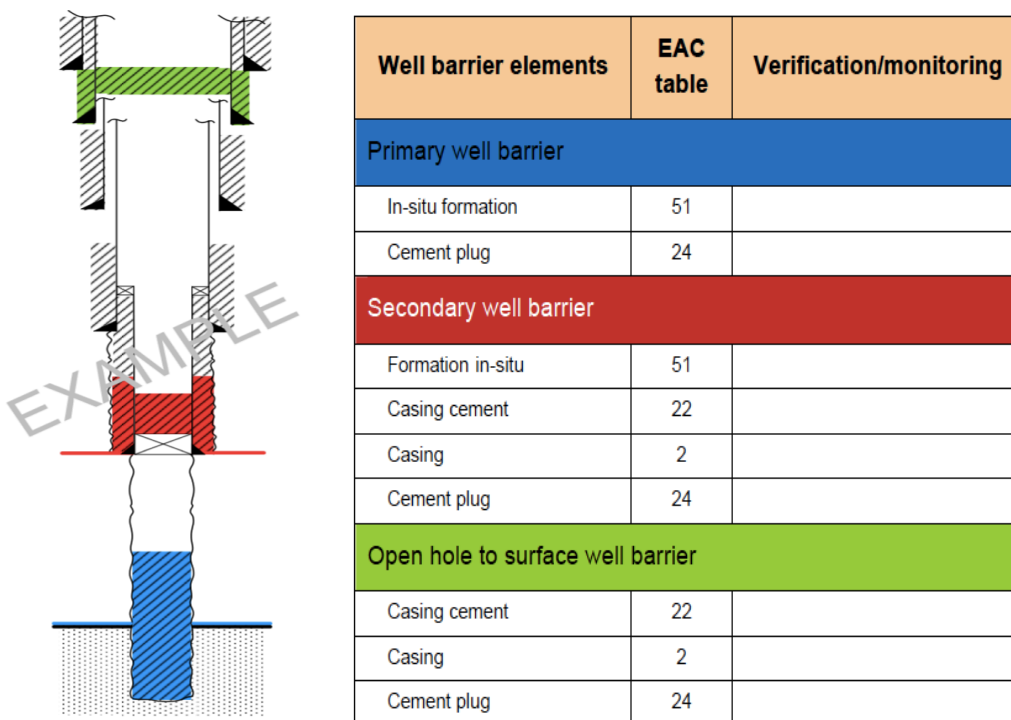 Well barrier elements EAC table Verification/monitoring
Primary well barrier
In-situ formation 51
Cement plug 24
Secondary well barrier
Formation in-situ 51
Casing cement 22
Casing 2
Cement plug 24
Open hole to surface well barrier
Casing cement 22
Casing 2
Cement plug 24
EXAMPLE